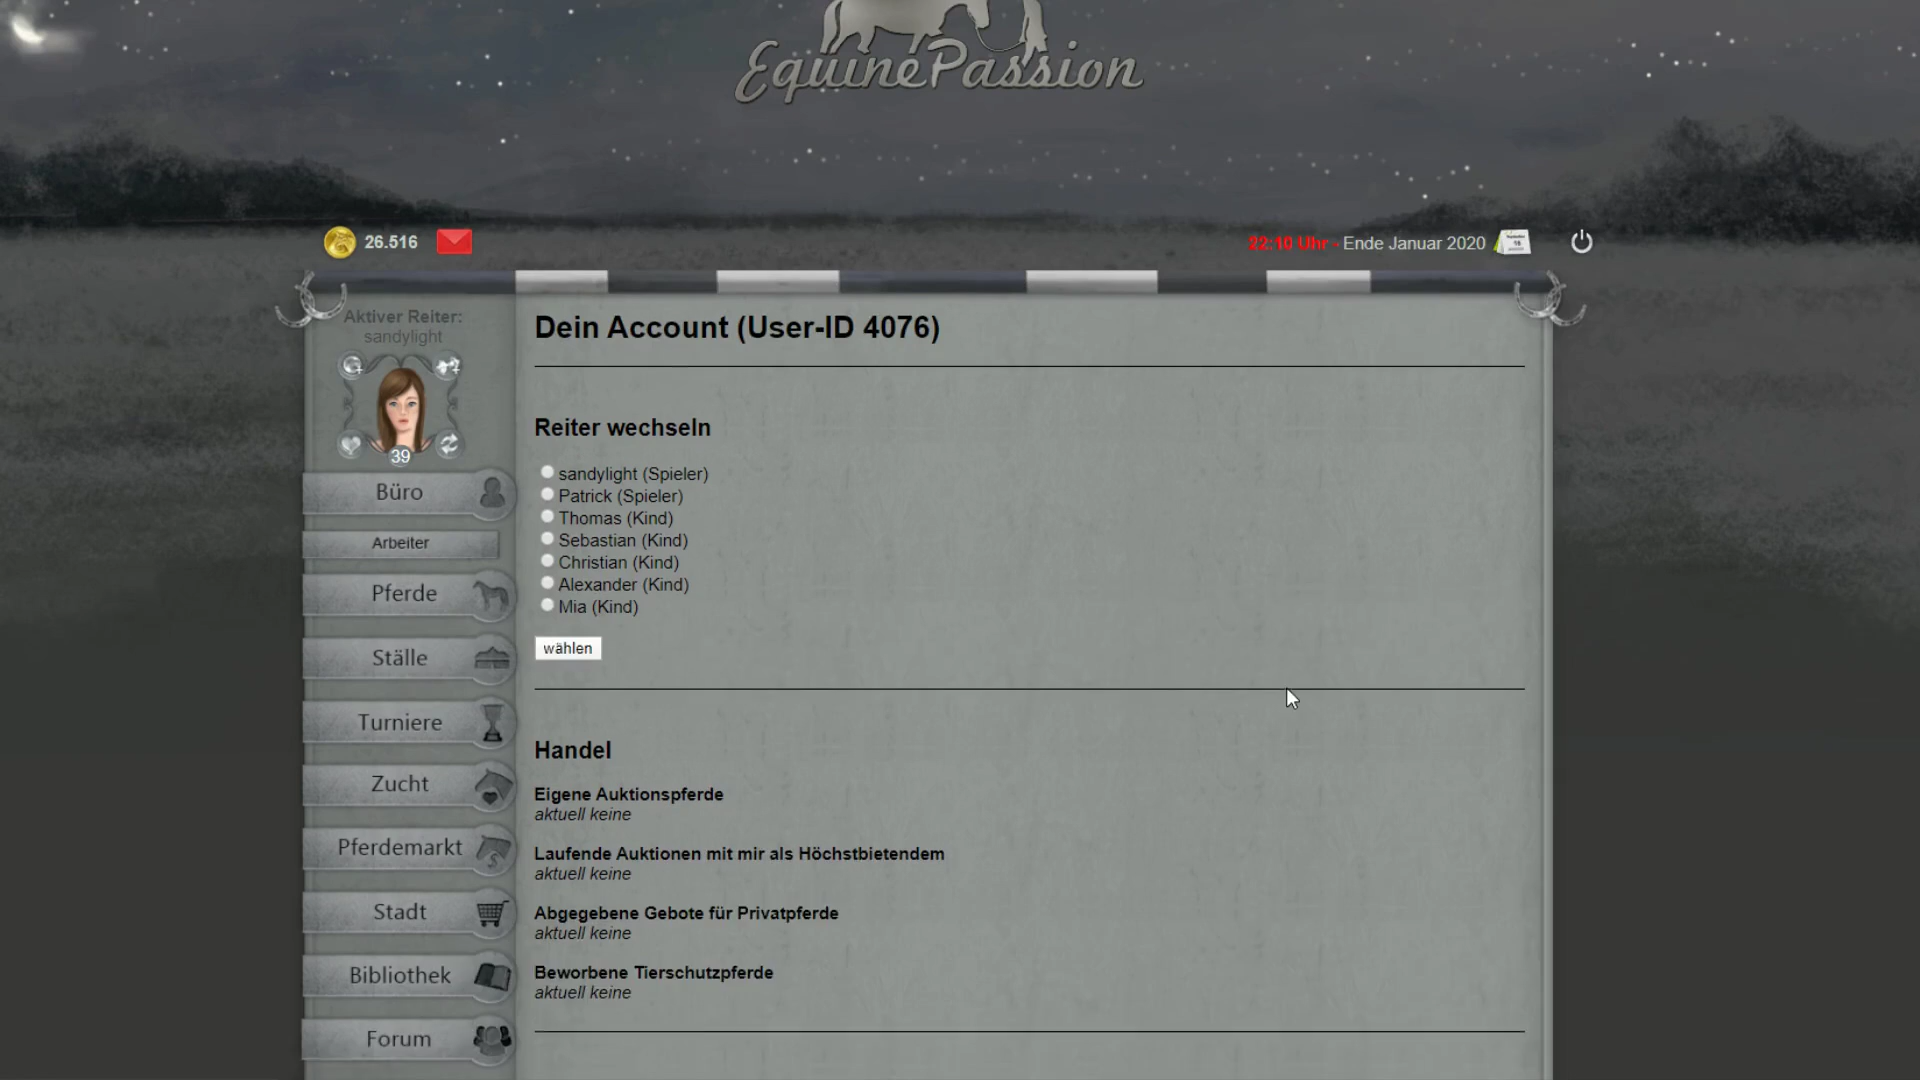 EquinePassion
26.516
22:10 Uhr - Ende Januar 2020
Aktiver Reiter:
sandylight
39
Büro
Arbeiter
Pferde
Ställe
Turniere
Zucht
Pferdemarkt
Stadt
Bibliothek
Forum
Dein Account (User-ID 4076)
Reiter wechseln
sandylight (Spieler)
Patrick (Spieler)
Thomas (Kind)
Sebastian (Kind)
Christian (Kind)
Alexander (Kind)
Mia (Kind)
wählen
Handel
Eigene Auktionspferde
aktuell keine
Laufende Auktionen mit mir als Höchstbietendem
aktuell keine
Abgegebene Gebote für Privatpferde
aktuell keine
Beworbene Tierschutzpferde
aktuell keine